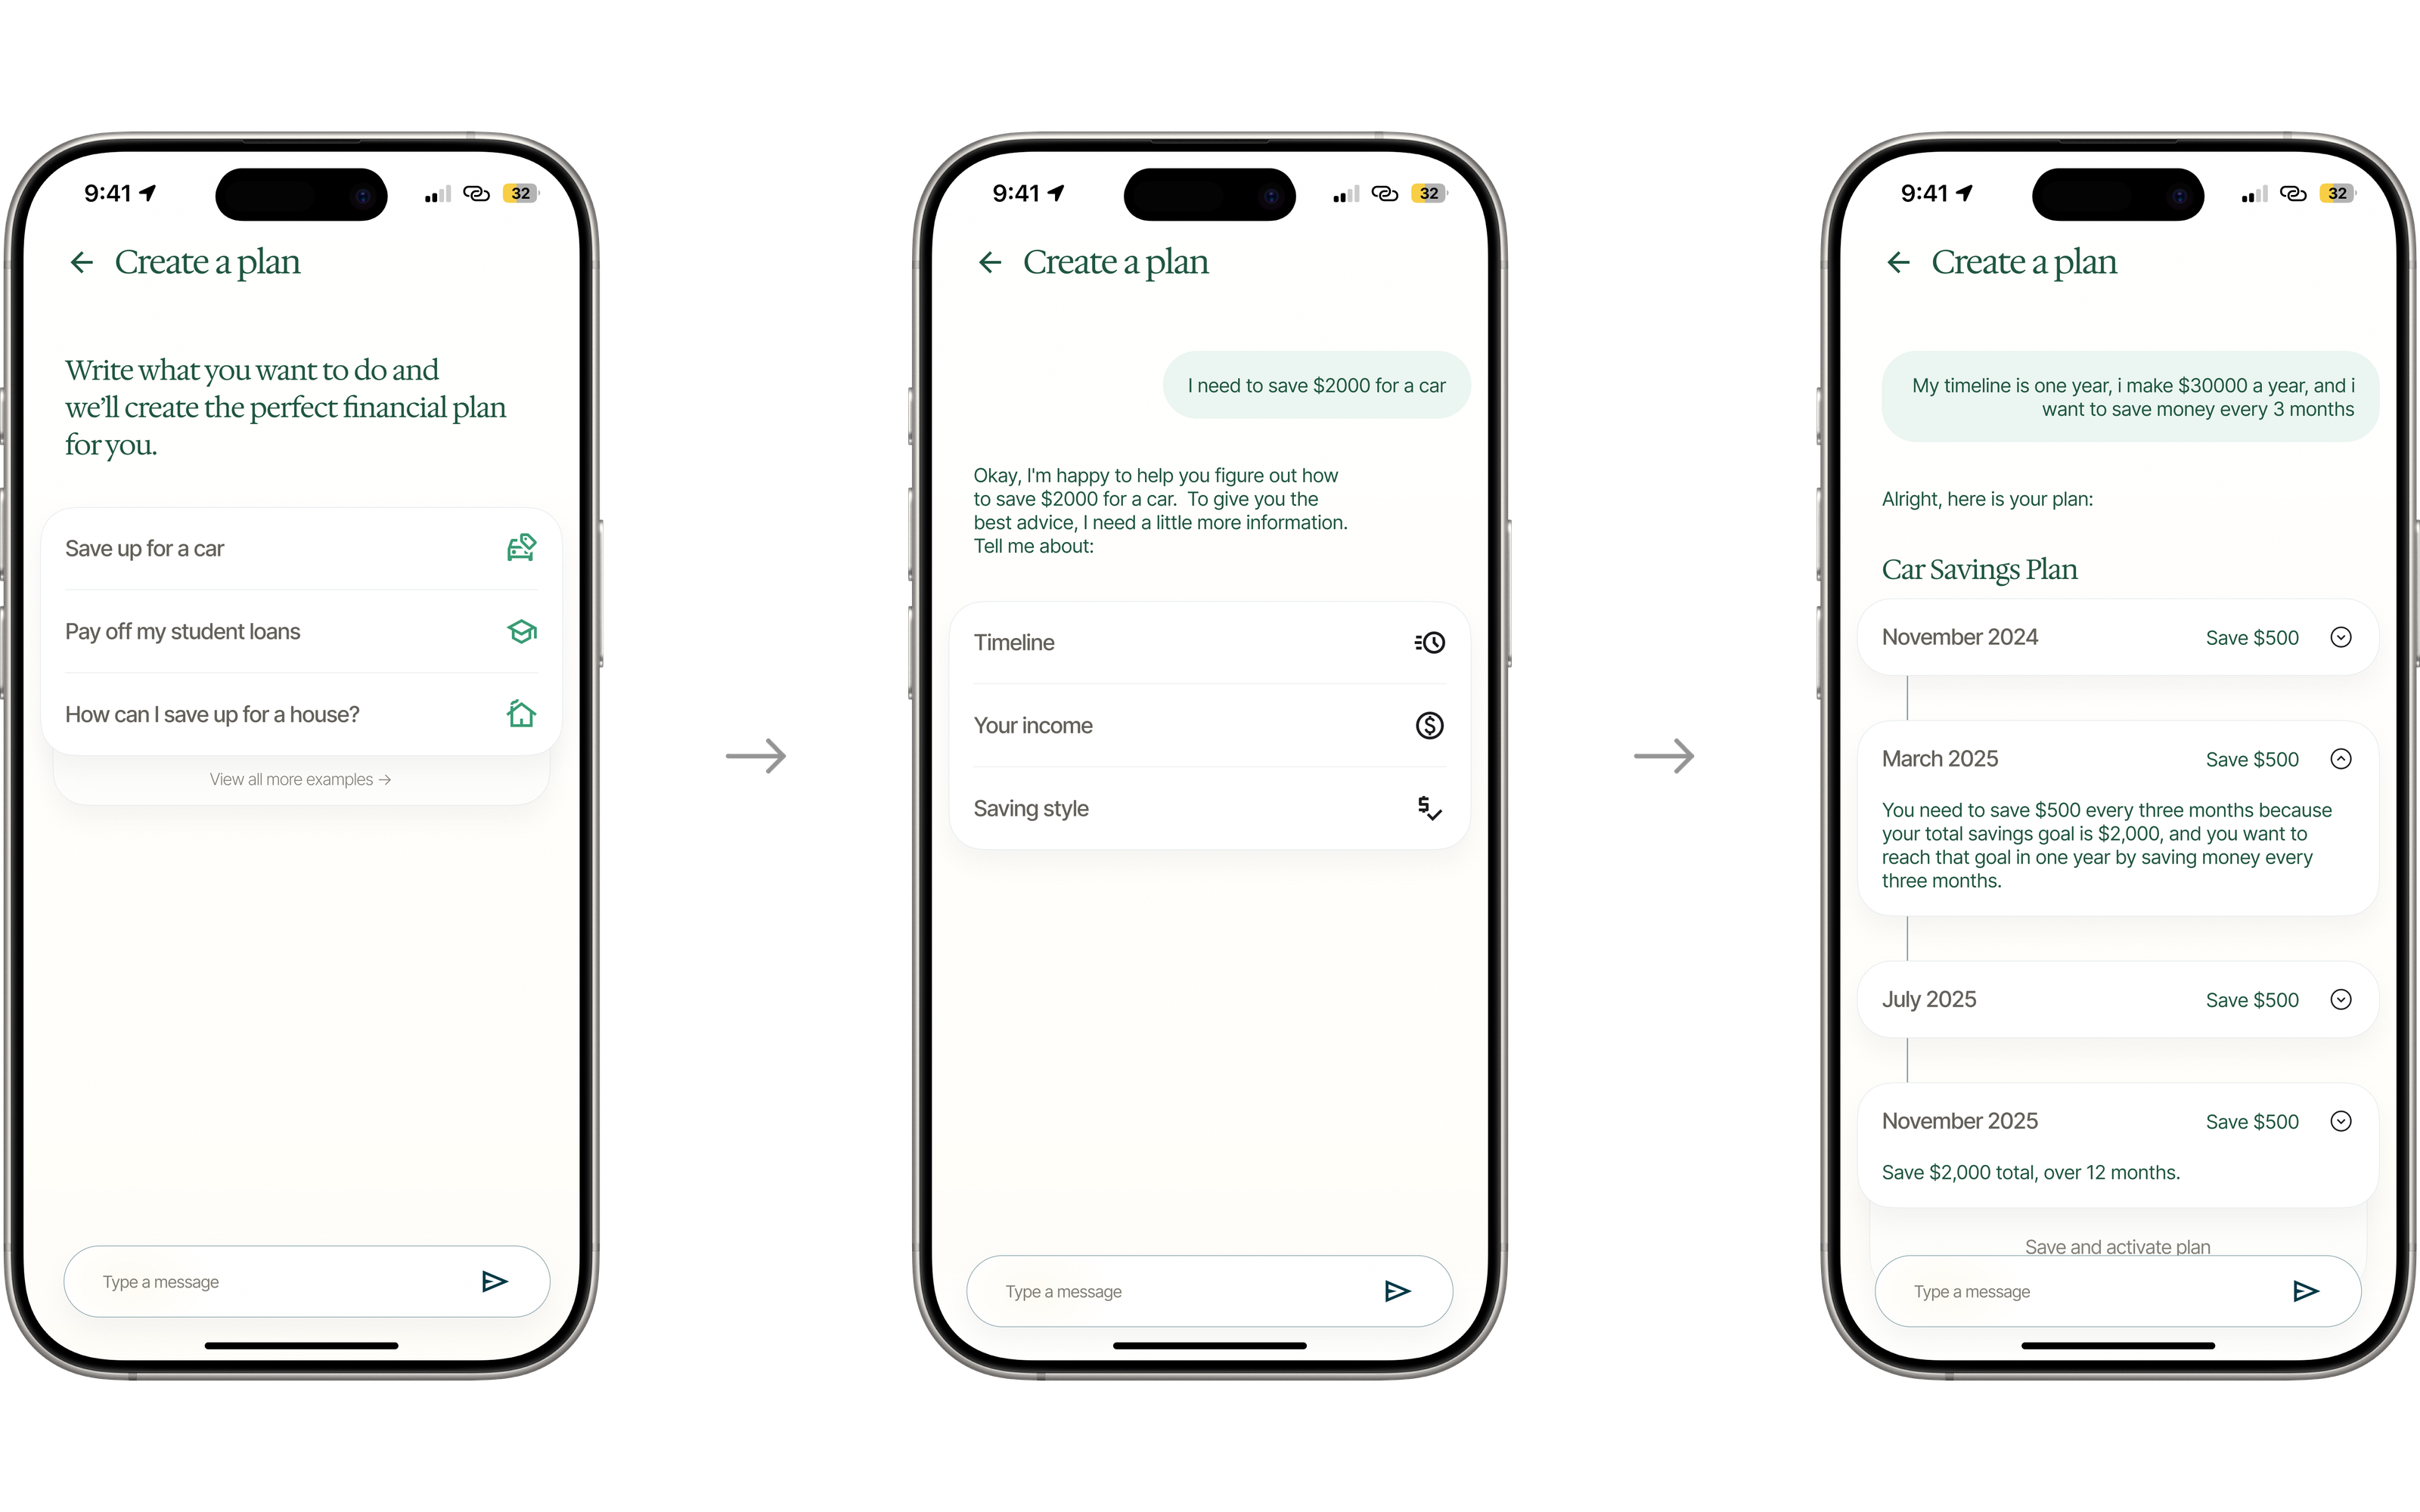 9:41
32
Create a plan
Write what you want to do and
we'll create the perfect financial plan
for you.
Save up for a car
Pay off my student loans
How can I save up for a house?
View all more examples →
Type a message
9:41
32
Create a plan
I need to save $2000 for a car
Okay, I'm happy to help you figure out how
to save $2000 for a car.  To give you the
best advice, I need a little more information.
Tell me about:
Timeline
Your income
Saving style
Type a message
9:41
32
Create a plan
My timeline is one year, i make $30000 a year, and i
want to save money every 3 months
Alright, here is your plan:
Car Savings Plan
November 2024 Save $500
March 2025 Save $500
You need to save $500 every three months because
your total savings goal is $2,000, and you want to
reach that goal in one year by saving money every
three months.
July 2025 Save $500
November 2025 Save $500
Save $2,000 total, over 12 months.
Save and activate plan
Type a message